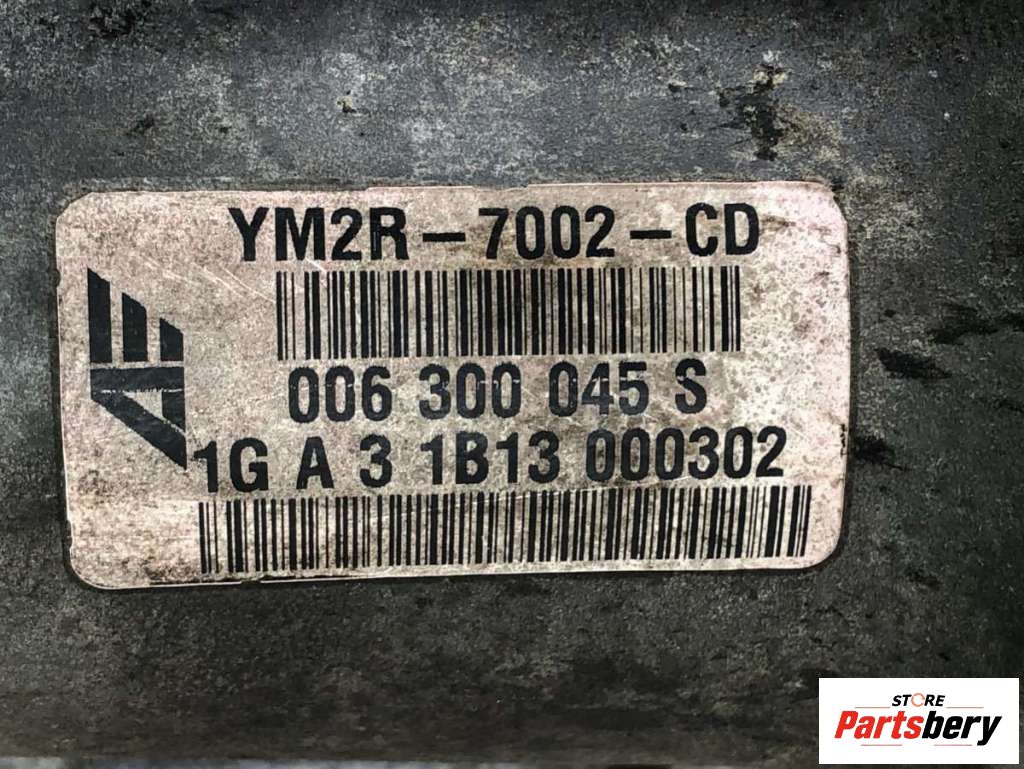 YM2R-7002-CD
006 300 045 S
1G A 3 1B13 000302
STORE
Partsbery